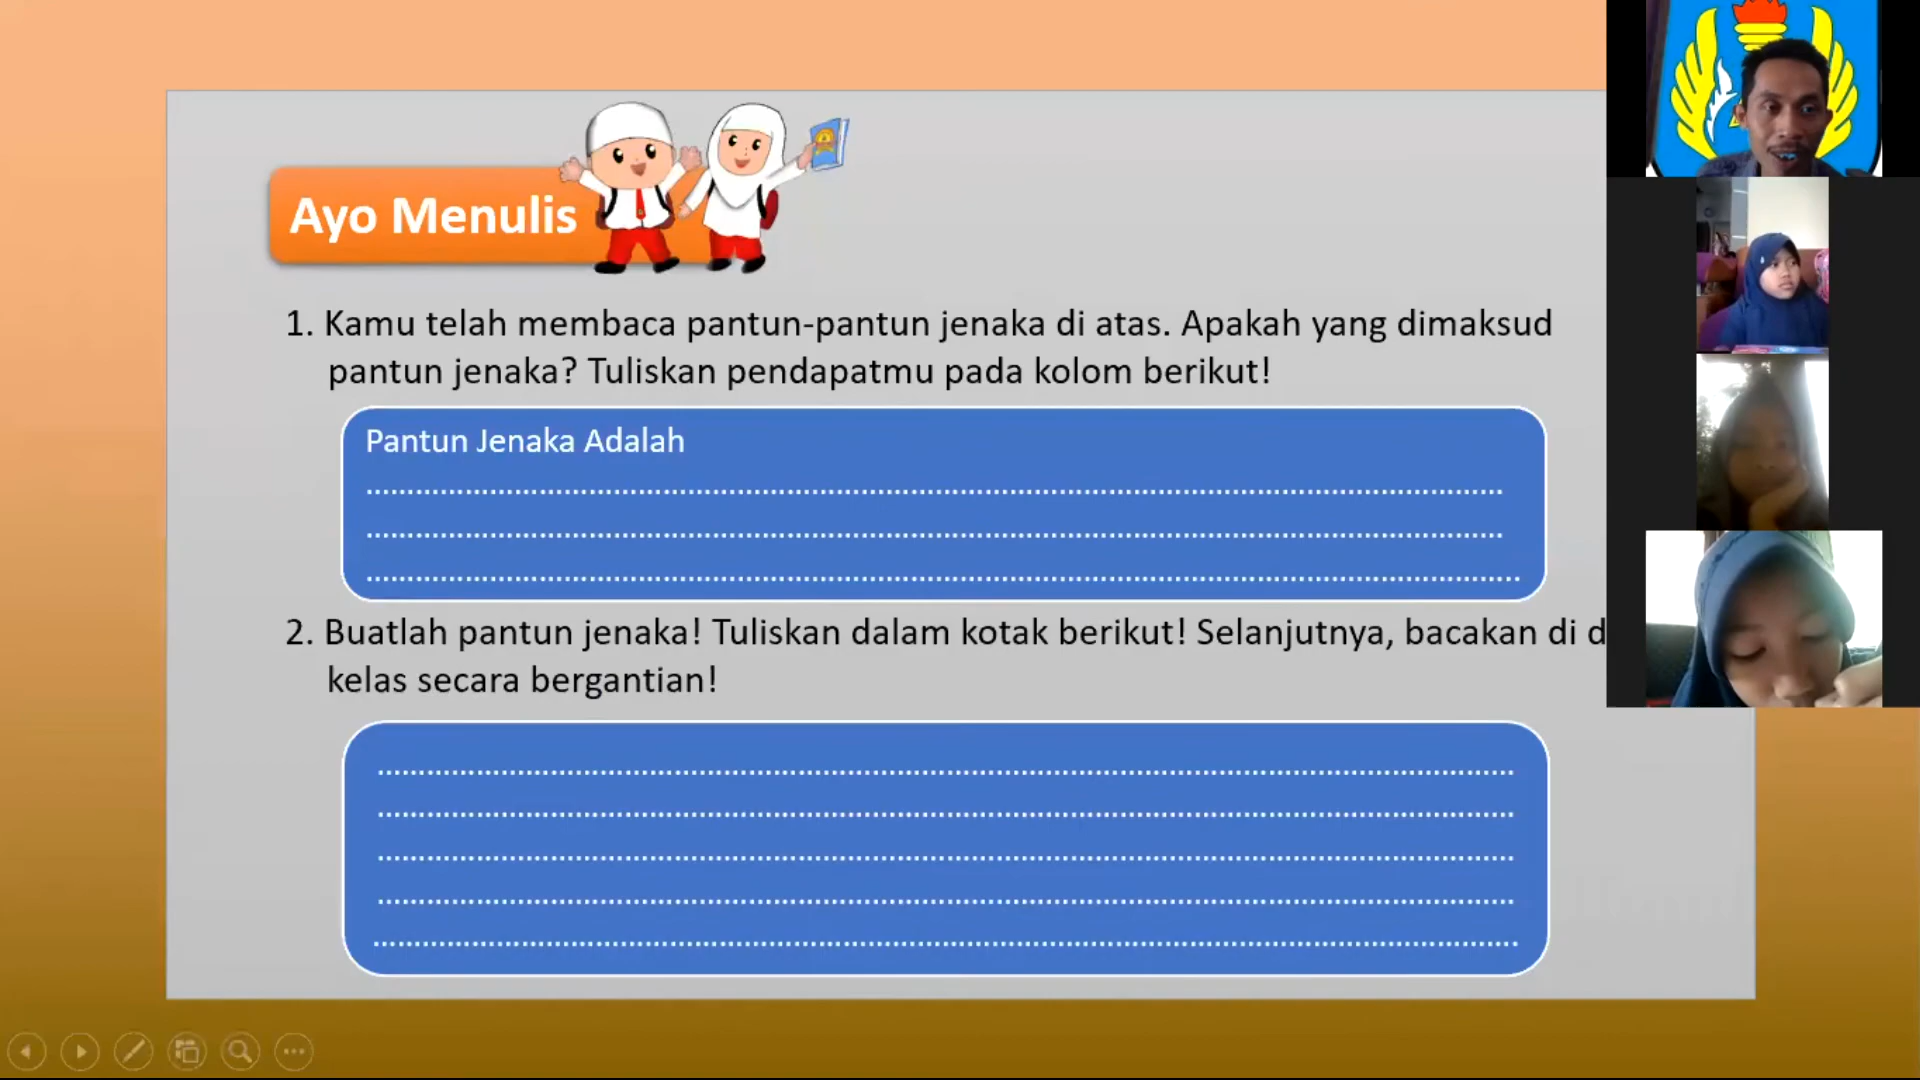 Ayo Menulis
1. Kamu telah membaca pantun-pantun jenaka di atas. Apakah yang dimaksud
pantun jenaka? Tuliskan pendapatmu pada kolom berikut!
Pantun Jenaka Adalah
2. Buatlah pantun jenaka! Tuliskan dalam kotak berikut! Selanjutnya, bacakan di d
kelas secara bergantian!